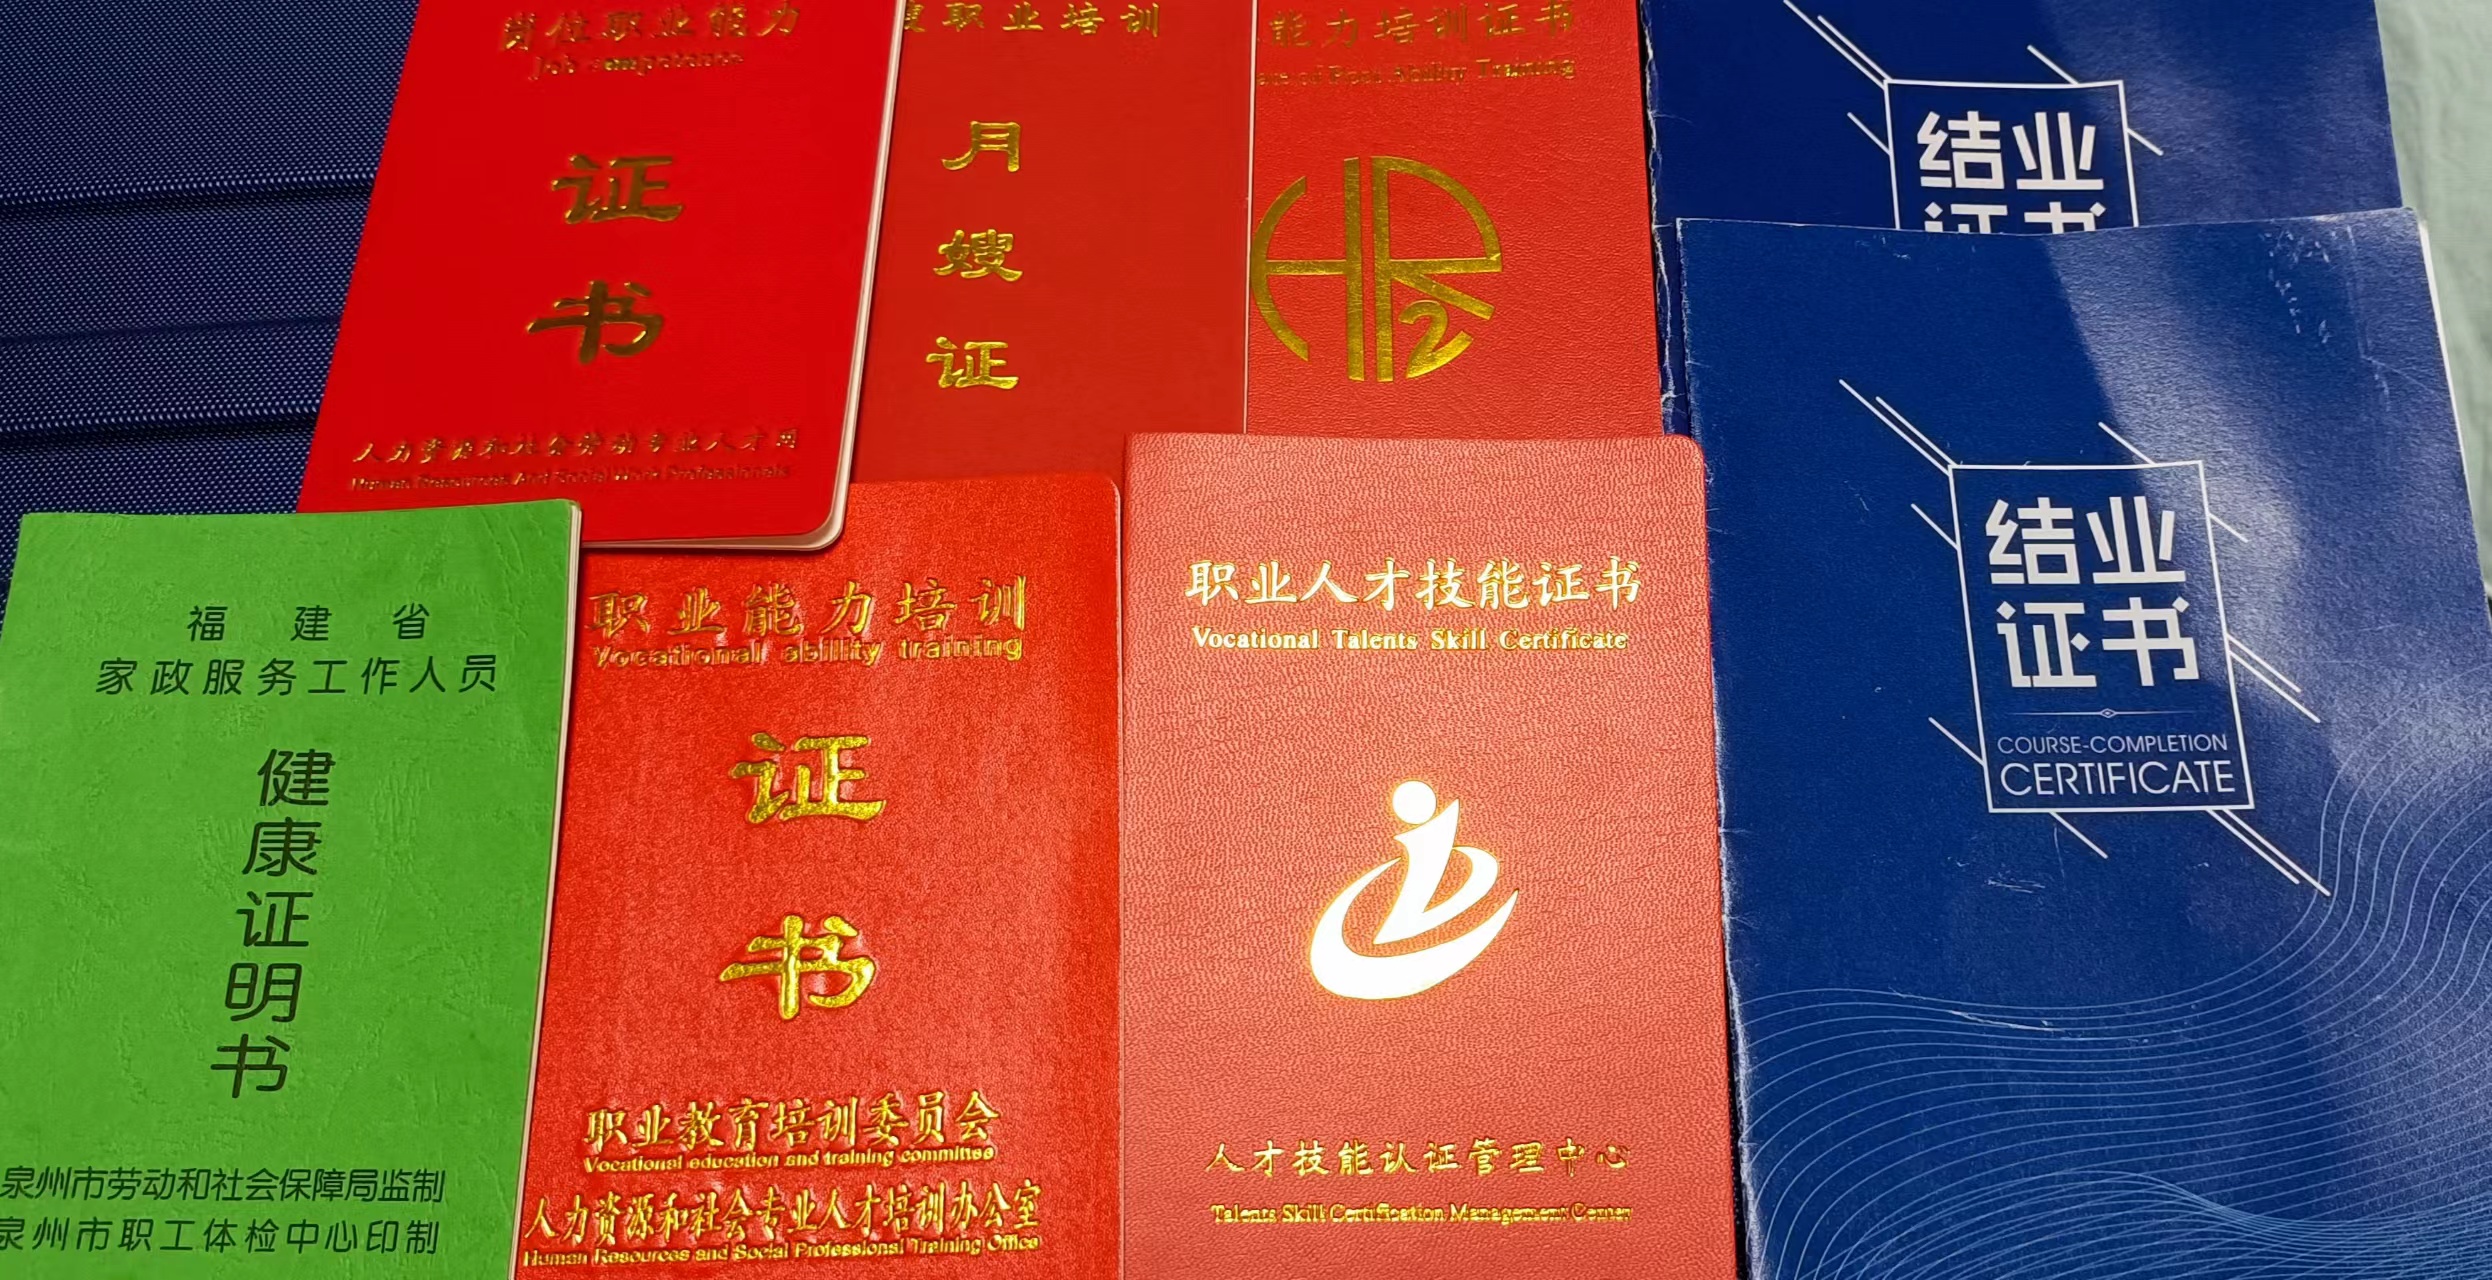 岗位职业能力
Job competence
证
书
人力资源和社会劳动专业人才网
Human Resources And Social Work Professionals
职业培训
月
嫂
证
能力培训证书
of Post Ability Training
结业
证书
福建省
家政服务工作人员
健
康
证
明
书
泉州市劳动和社会保障局监制
泉州市职工体检中心印制
职业能力培训
Vocational ability training
证
书
职业教育培训委员会
Vocational education and training committee
人力资源和社会专业人才培训办公室
Human Resources and Social Professional Training Office
职业人才技能证书
Vocational Talents Skill Certificate
人才技能认证管理中心
Talents Skill Certification Management Center
结业
证书
COURSE-COMPLETION
CERTIFICATE